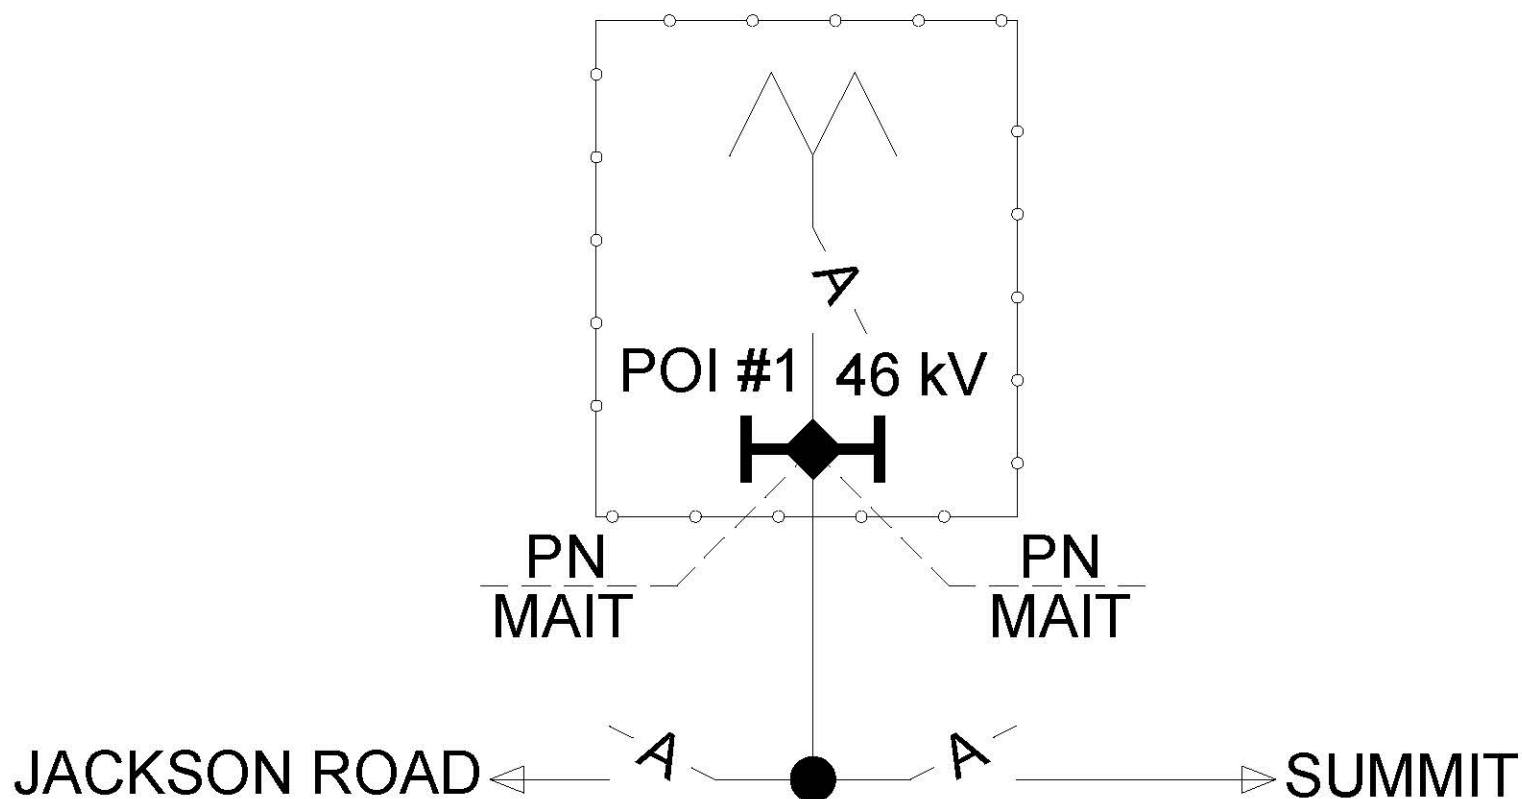 A
POI #1 46 kV
PN PN
MAIT MAIT
A A
JACKSON ROAD SUMMIT